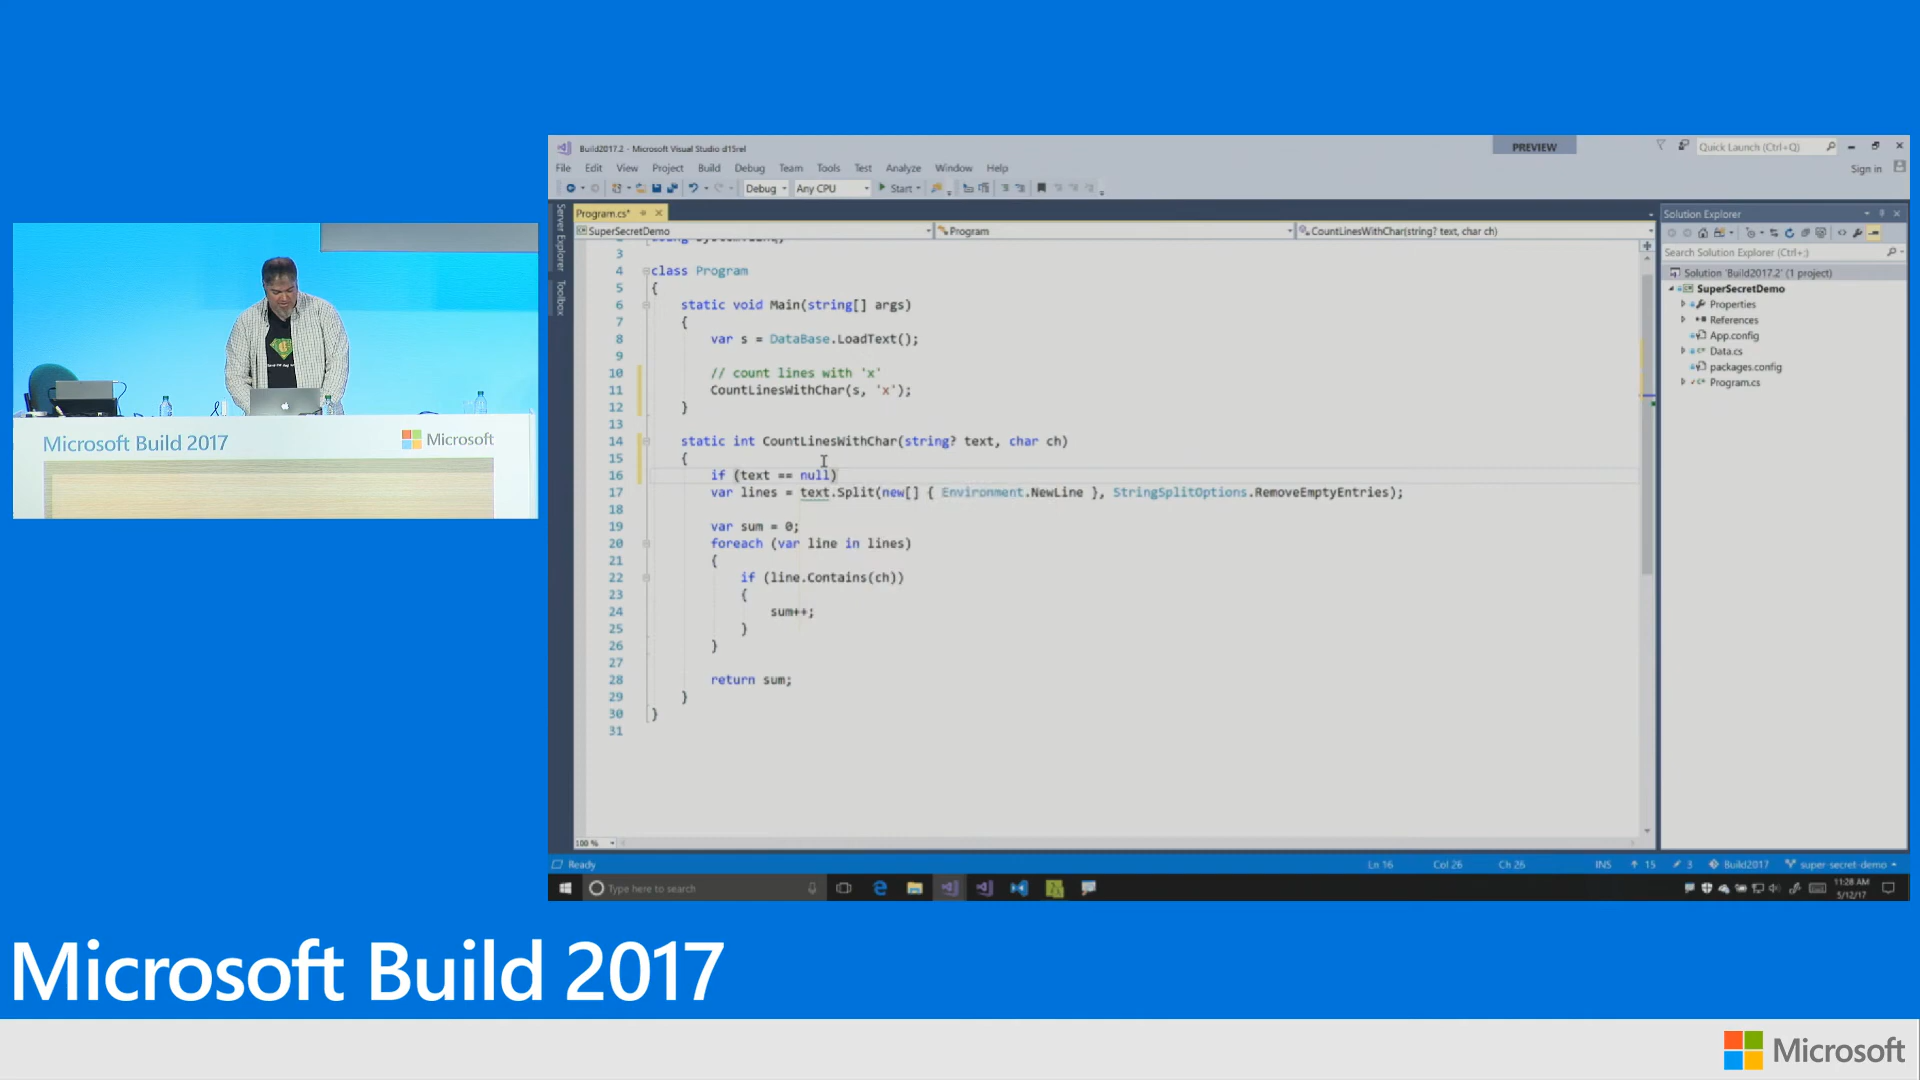 Build2017.2 - Microsoft Visual Studio d15rel
PREVIEW
Quick Launch (Ctrl+Q)
File Edit View Project Build Debug Team Tools Test Analyze Window Help
Sign in
Debug Any CPU Start
Server Explorer
Toolbox
Program.cs*
SuperSecretDemo
Program
CountLinesWithChar(string? text, char ch)
3
4 class Program
5 {
6 static void Main(string[] args)
7 {
8 var s = DataBase.LoadText();
9
10 // count lines with 'x'
11 CountLinesWithChar(s, 'x');
12 }
13
14 static int CountLinesWithChar(string? text, char ch)
15 {
16 if (text == null)
17 var lines = text.Split(new[] { Environment.NewLine }, StringSplitOptions.RemoveEmptyEntries);
18
19 var sum = 0;
20 foreach (var line in lines)
21 {
22 if (line.Contains(ch))
23 {
24 sum++;
25 }
26 }
27
28 return sum;
29 }
30 }
31
100 %
Solution Explorer
Search Solution Explorer (Ctrl+;)
Solution 'Build2017.2' (1 project)
SuperSecretDemo
Properties
References
App.config
Data.cs
packages.config
Program.cs
Ready
Ln 16 Col 26 Ch 26 INS 15 3 Build2017 super-secret-demo
Type here to search
11:28 AM
5/12/17
Microsoft Build 2017
Microsoft
Microsoft Build 2017
Microsoft